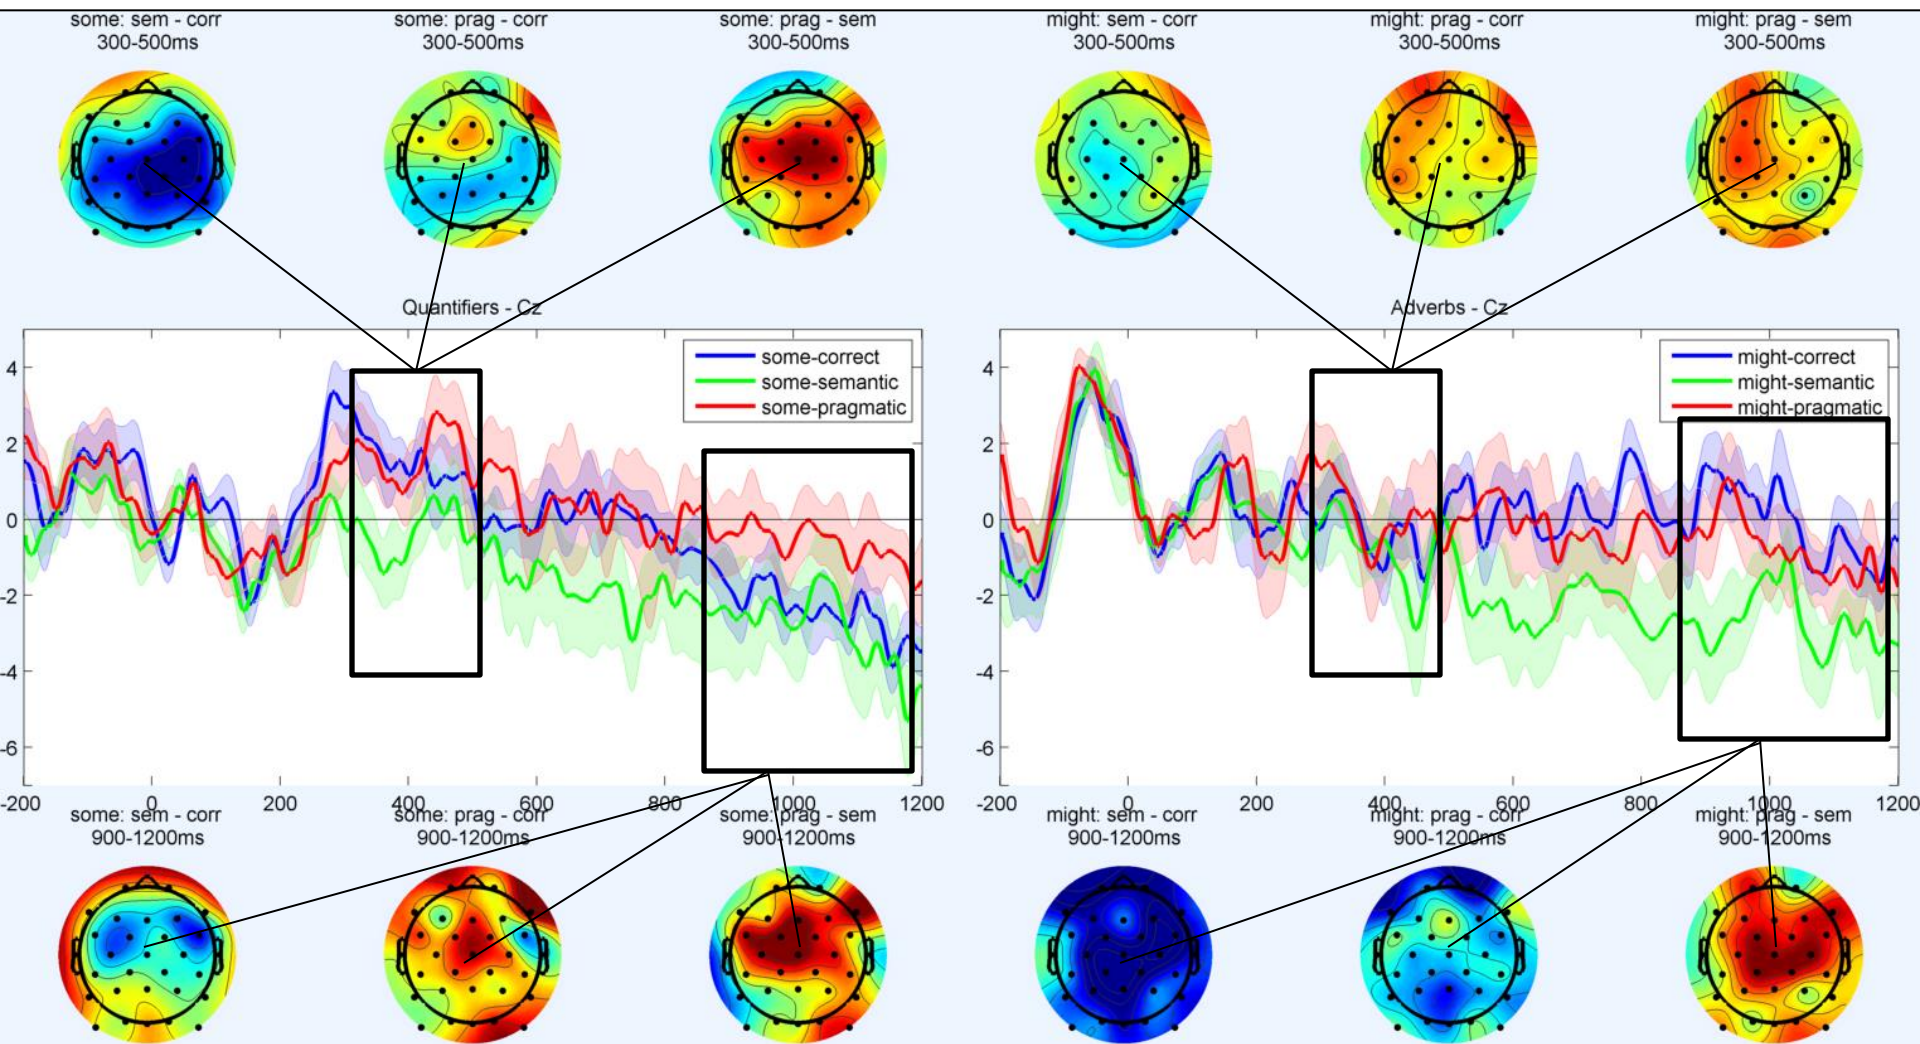 some: sem - corr
300-500ms
some: prag - corr
300-500ms
some: prag - sem
300-500ms
might: sem - corr
300-500ms
might: prag - corr
300-500ms
might: prag - sem
300-500ms
Quantifiers - Cz
some-correct
some-semantic
some-pragmatic
4
2
0
-2
-4
-6
-200 0 200 400 600 800 1000 1200
Adverbs - Cz
might-correct
might-semantic
might-pragmatic
4
2
0
-2
-4
-6
-200 0 200 400 600 800 1000 1200
some: sem - corr
900-1200ms
some: prag - corr
900-1200ms
some: prag - sem
900-1200ms
might: sem - corr
900-1200ms
might: prag - corr
900-1200ms
might: prag - sem
900-1200ms